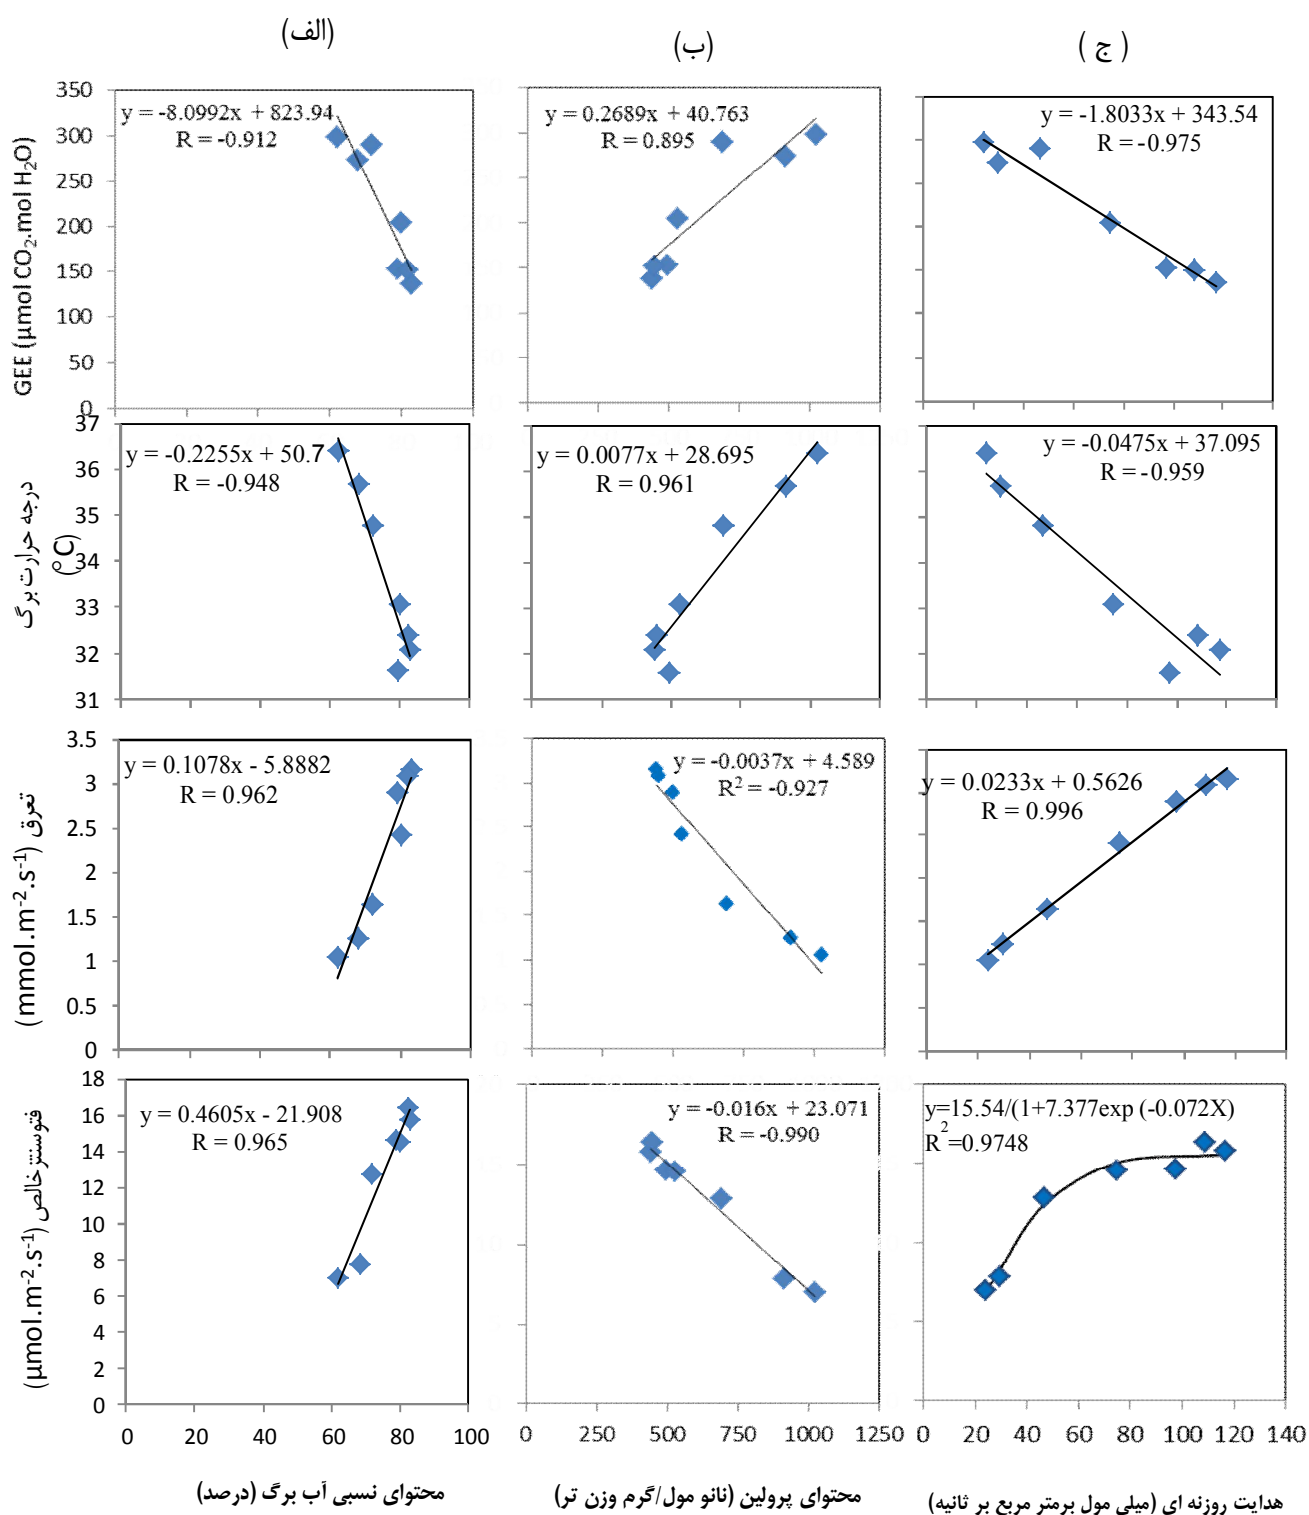 (الف)
(ب)
( ج )
GEE (µmol CO₂.mol H₂O)
350
300
250
200
150
100
50
0
y = -8.0992x + 823.94
R = -0.912
y = 0.2689x + 40.763
R = 0.895
y = -1.8033x + 343.54
R = -0.975
درجه حرارت برگ
(°C)
37
36
35
34
33
32
31
y = -0.2255x + 50.7
R = -0.948
y = 0.0077x + 28.695
R = 0.961
y = -0.0475x + 37.095
R = -0.959
تعرق (mmol.m⁻².s⁻¹)
3.5
3
2.5
2
1.5
1
0.5
0
y = 0.1078x - 5.8882
R = 0.962
y = -0.0037x + 4.589
R² = -0.927
y = 0.0233x + 0.5626
R = 0.996
فتوسنتز خالص (µmol.m⁻².s⁻¹)
18
16
14
12
10
8
6
4
2
0
y = 0.4605x - 21.908
R = 0.965
y = -0.016x + 23.071
R = -0.990
y=15.54/(1+7.377exp (-0.072X)
R²=0.9748
0 20 40 60 80 100
0 250 500 750 1000 1250
0 20 40 60 80 100 120 140
محتوای نسبی آب برگ (درصد)
محتوای پرولین (نانو مول/گرم وزن تر)
هدایت روزنه ای (میلی مول برمتر مربع بر ثانیه)